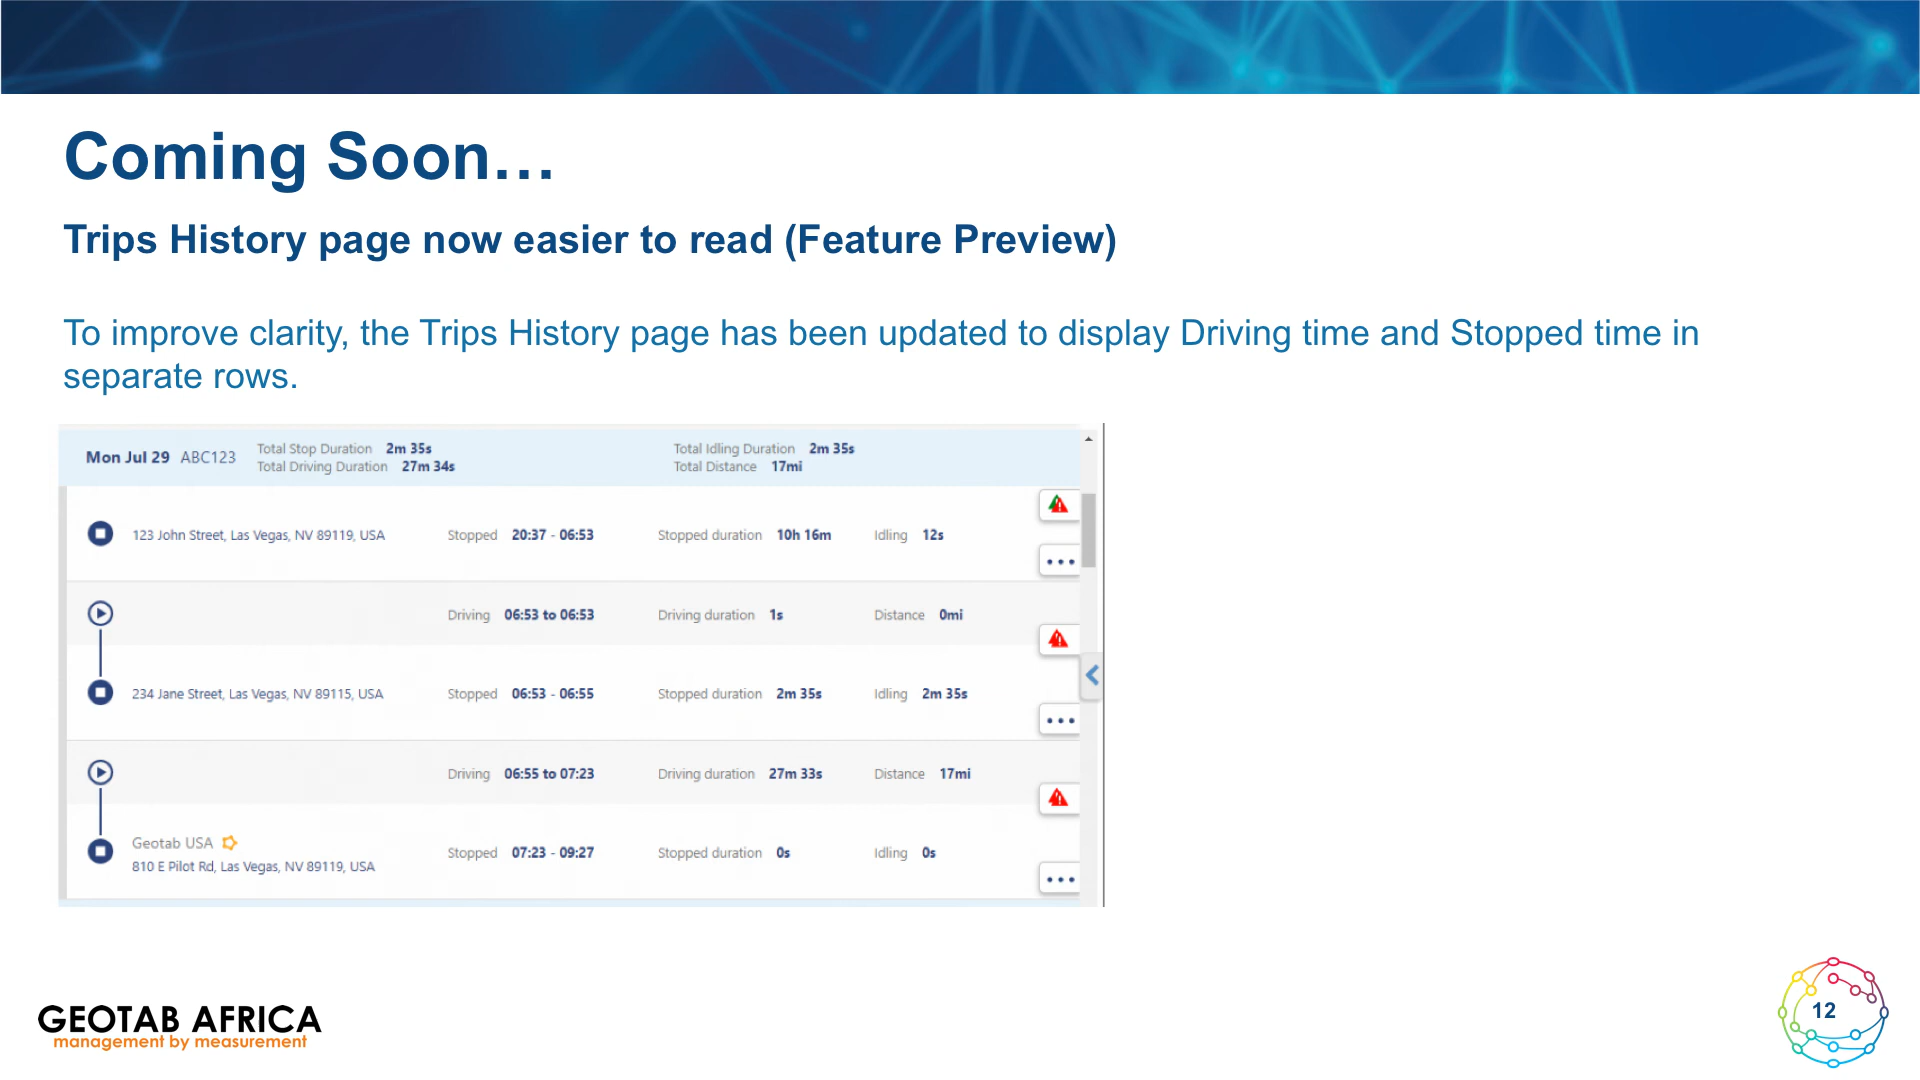 Coming Soon…
Trips History page now easier to read (Feature Preview)
To improve clarity, the Trips History page has been updated to display Driving time and Stopped time in
separate rows.
Mon Jul 29 ABC123 Total Stop Duration 2m 35s Total Idling Duration 2m 35s
Total Driving Duration 27m 34s Total Distance 17mi
123 John Street, Las Vegas, NV 89119, USA Stopped 20:37 - 06:53 Stopped duration 10h 16m Idling 12s
Driving 06:53 to 06:53 Driving duration 1s Distance 0mi
234 Jane Street, Las Vegas, NV 89115, USA Stopped 06:53 - 06:55 Stopped duration 2m 35s Idling 2m 35s
Driving 06:55 to 07:23 Driving duration 27m 33s Distance 17mi
Geotab USA
810 E Pilot Rd, Las Vegas, NV 89119, USA Stopped 07:23 - 09:27 Stopped duration 0s Idling 0s
GEOTAB AFRICA
management by measurement
12